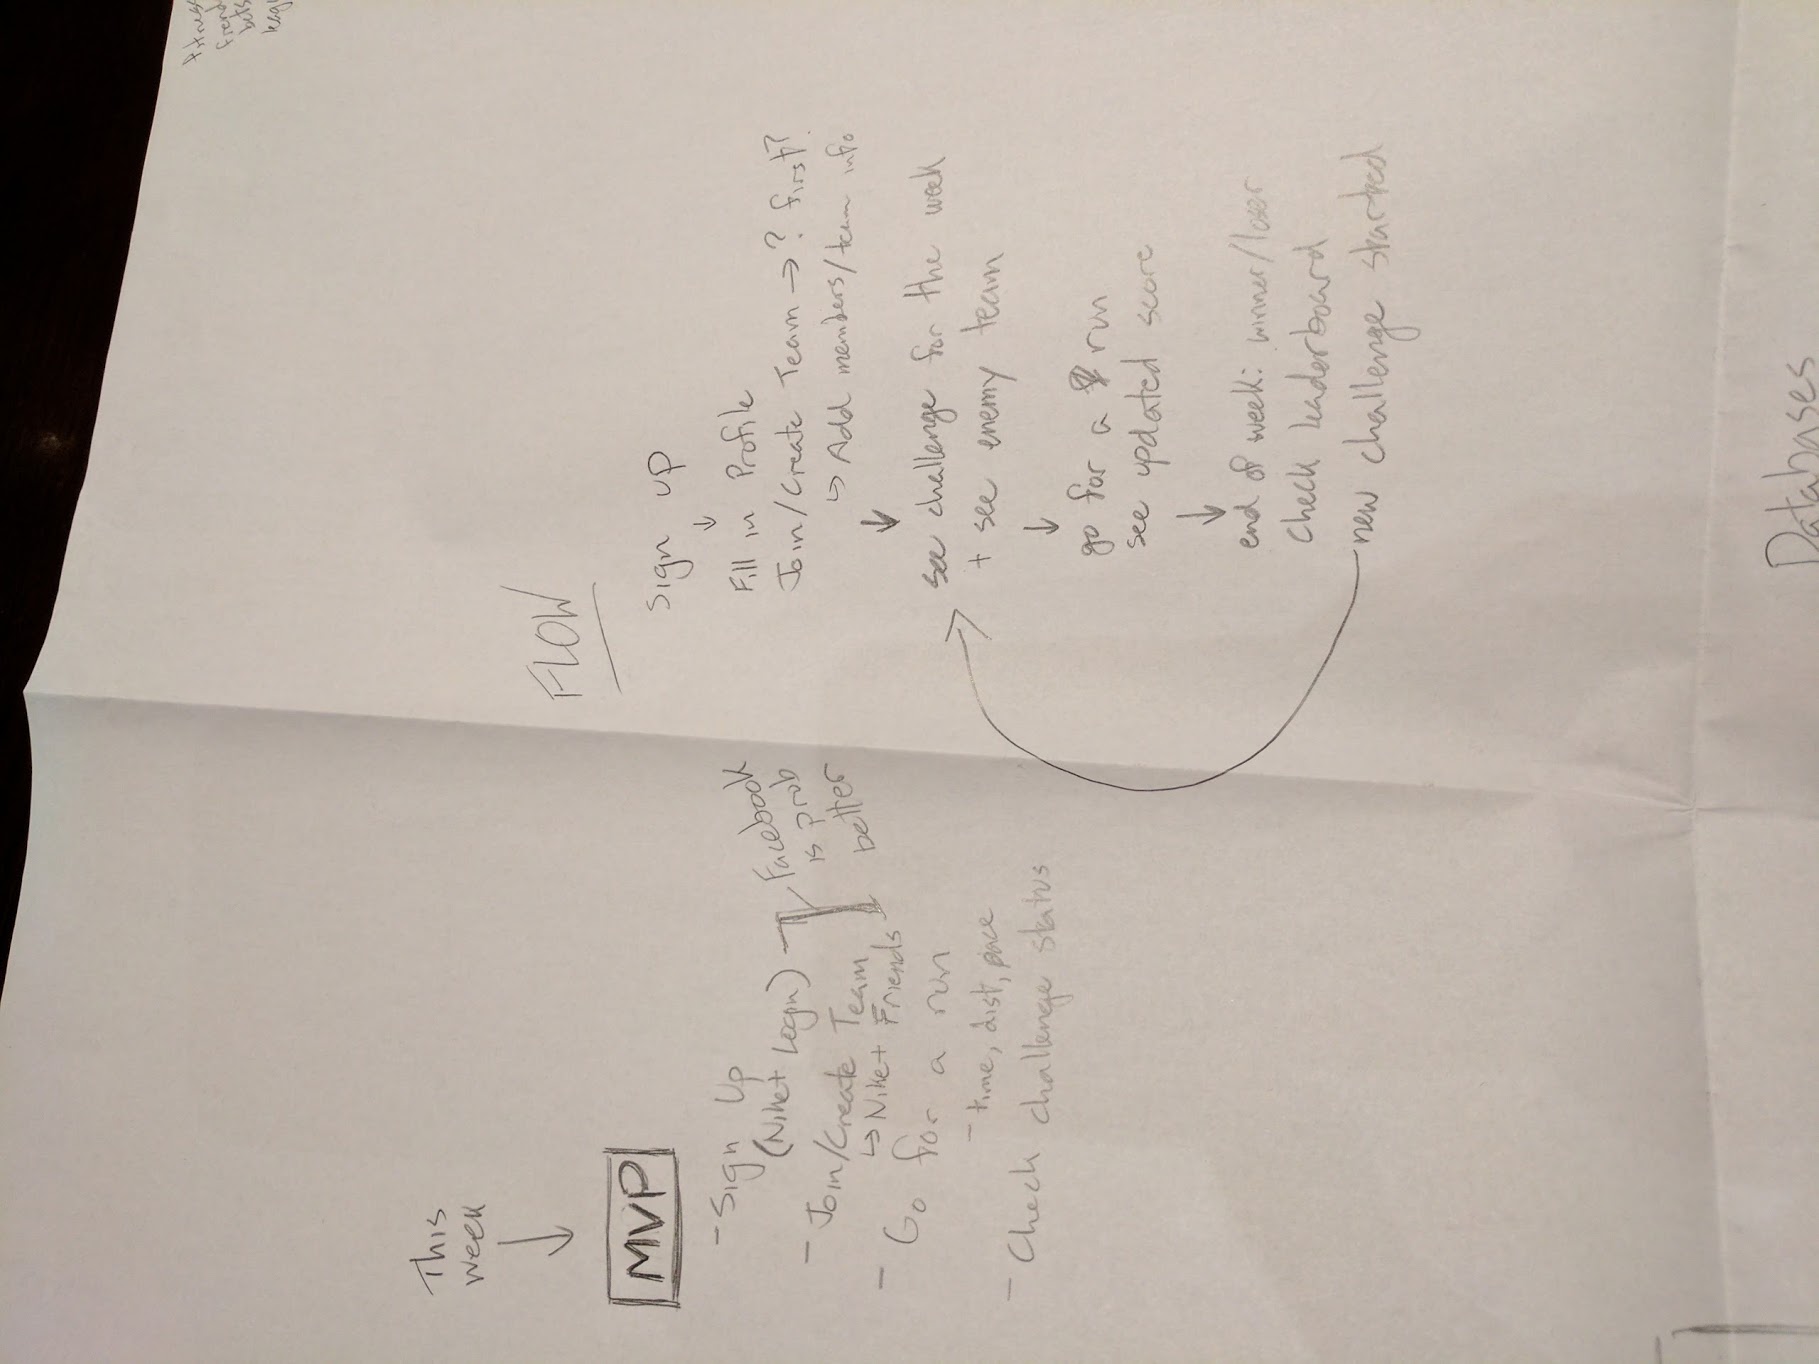 This
week
MVP
- Sign Up
(Nike+ Login)
- Join/Create Team
↳ Nike+ Friends
Facebook
is prob
better
- Go for a run
- time, dist, pace
- Check challenge status
FLOW
Sign up
↓
Fill in Profile
Join/Create Team → ? first?
↳ Add members/team info
↓
see challenge for the week
+ see enemy team
↓
go for a run
see updated score
↓
end of week: winner/loser
check leaderboard
new challenge started
Databases